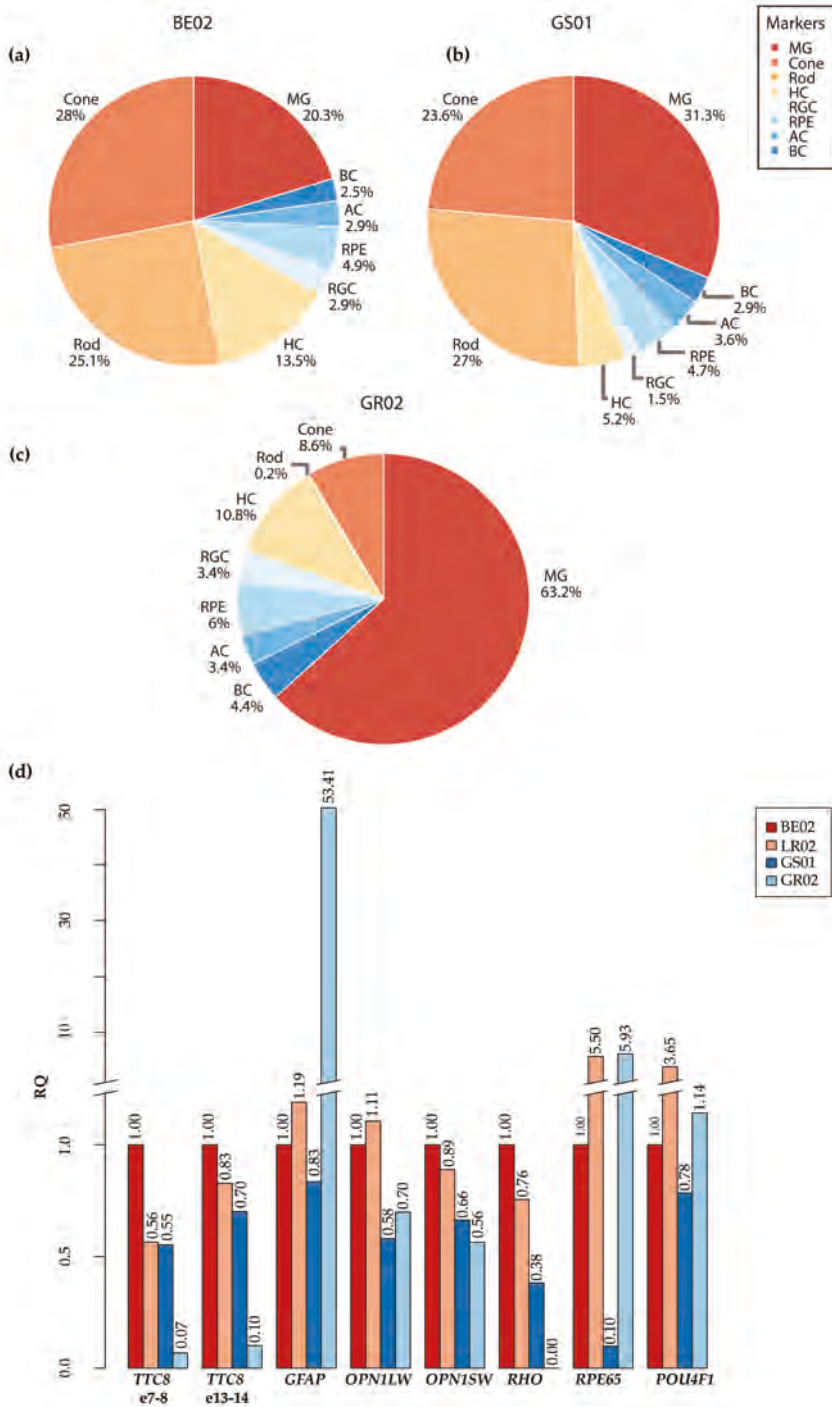 BE02
GS01
Markers
MG
Cone
Rod
HC
RGC
RPE
AC
BC
(a)
Cone
28%
MG
20.3%
BC
2.5%
AC
2.9%
RPE
4.9%
RGC
2.9%
HC
13.5%
Rod
25.1%
(b)
Cone
23.6%
MG
31.3%
BC
2.9%
AC
3.6%
RPE
4.7%
RGC
1.5%
HC
5.2%
Rod
27%
GR02
(c)
Cone
8.6%
Rod
0.2%
HC
10.8%
RGC
3.4%
RPE
6%
AC
3.4%
BC
4.4%
MG
63.2%
(d)
BE02
LR02
GS01
GR02
RQ
50
30
10
1.0
0.5
0.0
1.00
0.56
0.55
0.07
1.00
0.83
0.70
0.10
1.00
1.19
0.83
53.41
1.00
1.11
0.58
0.70
1.00
0.89
0.66
0.56
1.00
0.76
0.38
0.00
1.00
5.50
0.10
5.93
1.00
3.65
0.78
1.14
TTC8
e7-8
TTC8
e13-14
GFAP
OPN1LW
OPN1SW
RHO
RPE65
POU4F1